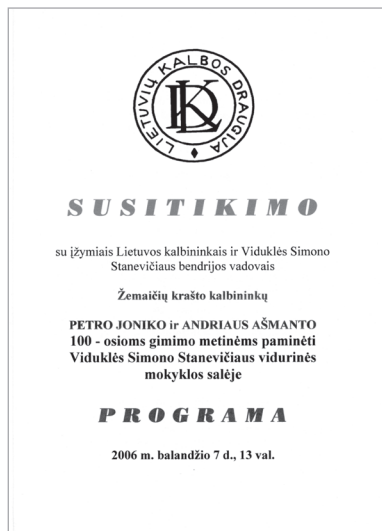 LIETUVIŲ KALBOS DRAUGIJA
LKD
SUSITIKIMO
su įžymiais Lietuvos kalbininkais ir Viduklės Simono
Stanevičiaus bendrijos vadovais
Žemaičių krašto kalbininkų
PETRO JONIKO ir ANDRIAUS AŠMANTO
100 - osioms gimimo metinėms paminėti
Viduklės Simono Stanevičiaus vidurinės
mokyklos salėje
PROGRAMA
2006 m. balandžio 7 d., 13 val.